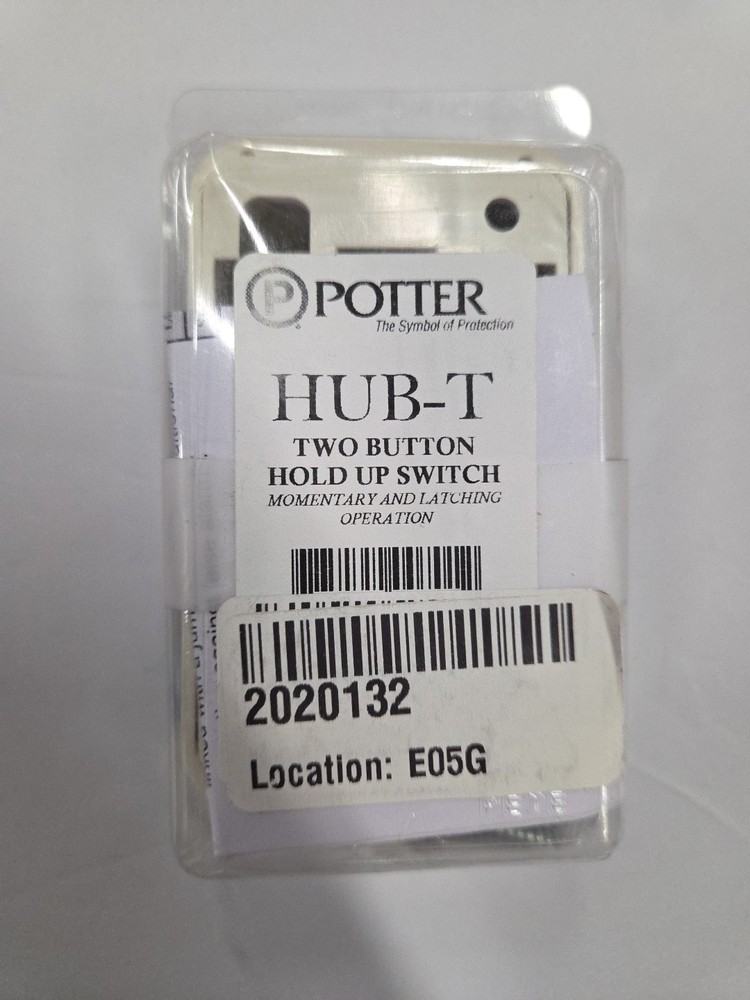 P POTTER
The Symbol of Protection
HUB-T
TWO BUTTON
HOLD UP SWITCH
MOMENTARY AND LATCHING
OPERATION
2020132
Location: E05G